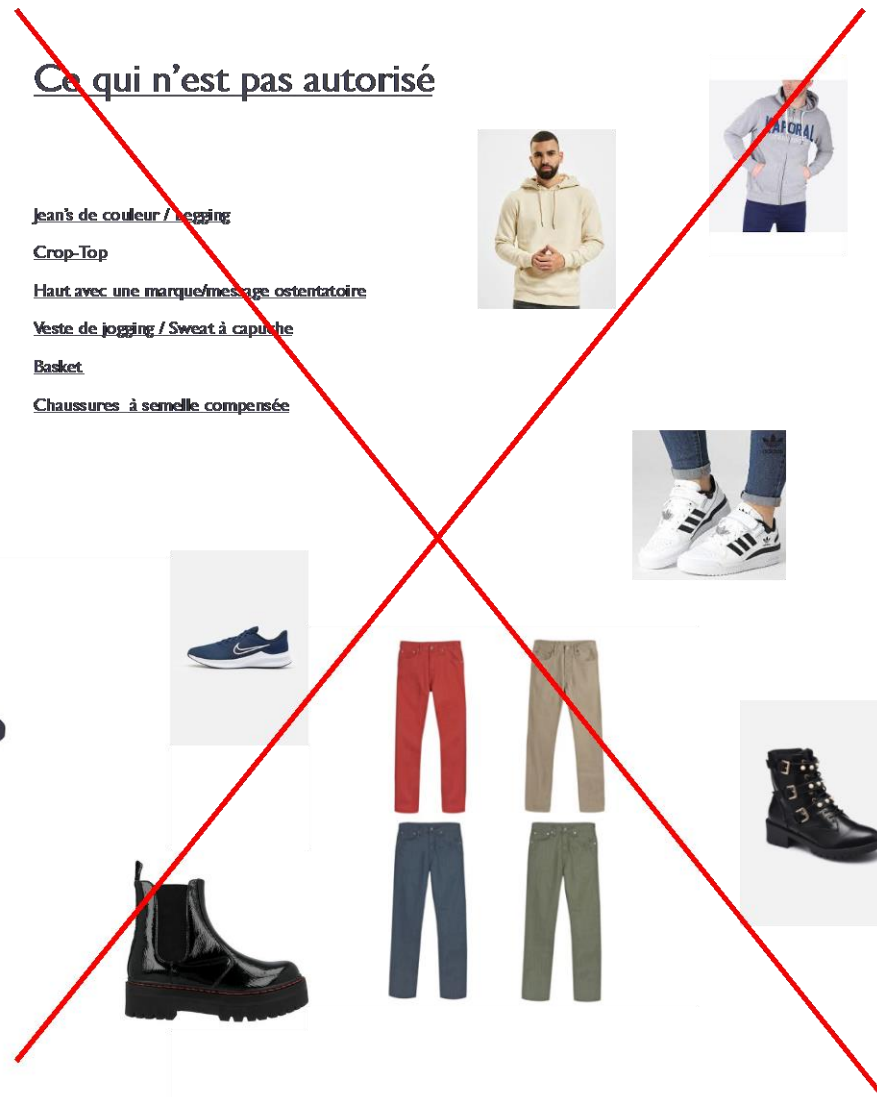 Ce qui n’est pas autorisé
Jean’s de couleur / Legging
Crop-Top
Haut avec une marque/message ostentatoire
Veste de jogging / Sweat à capuche
Basket
Chaussures à semelle compensée
KAPORAL
adidas